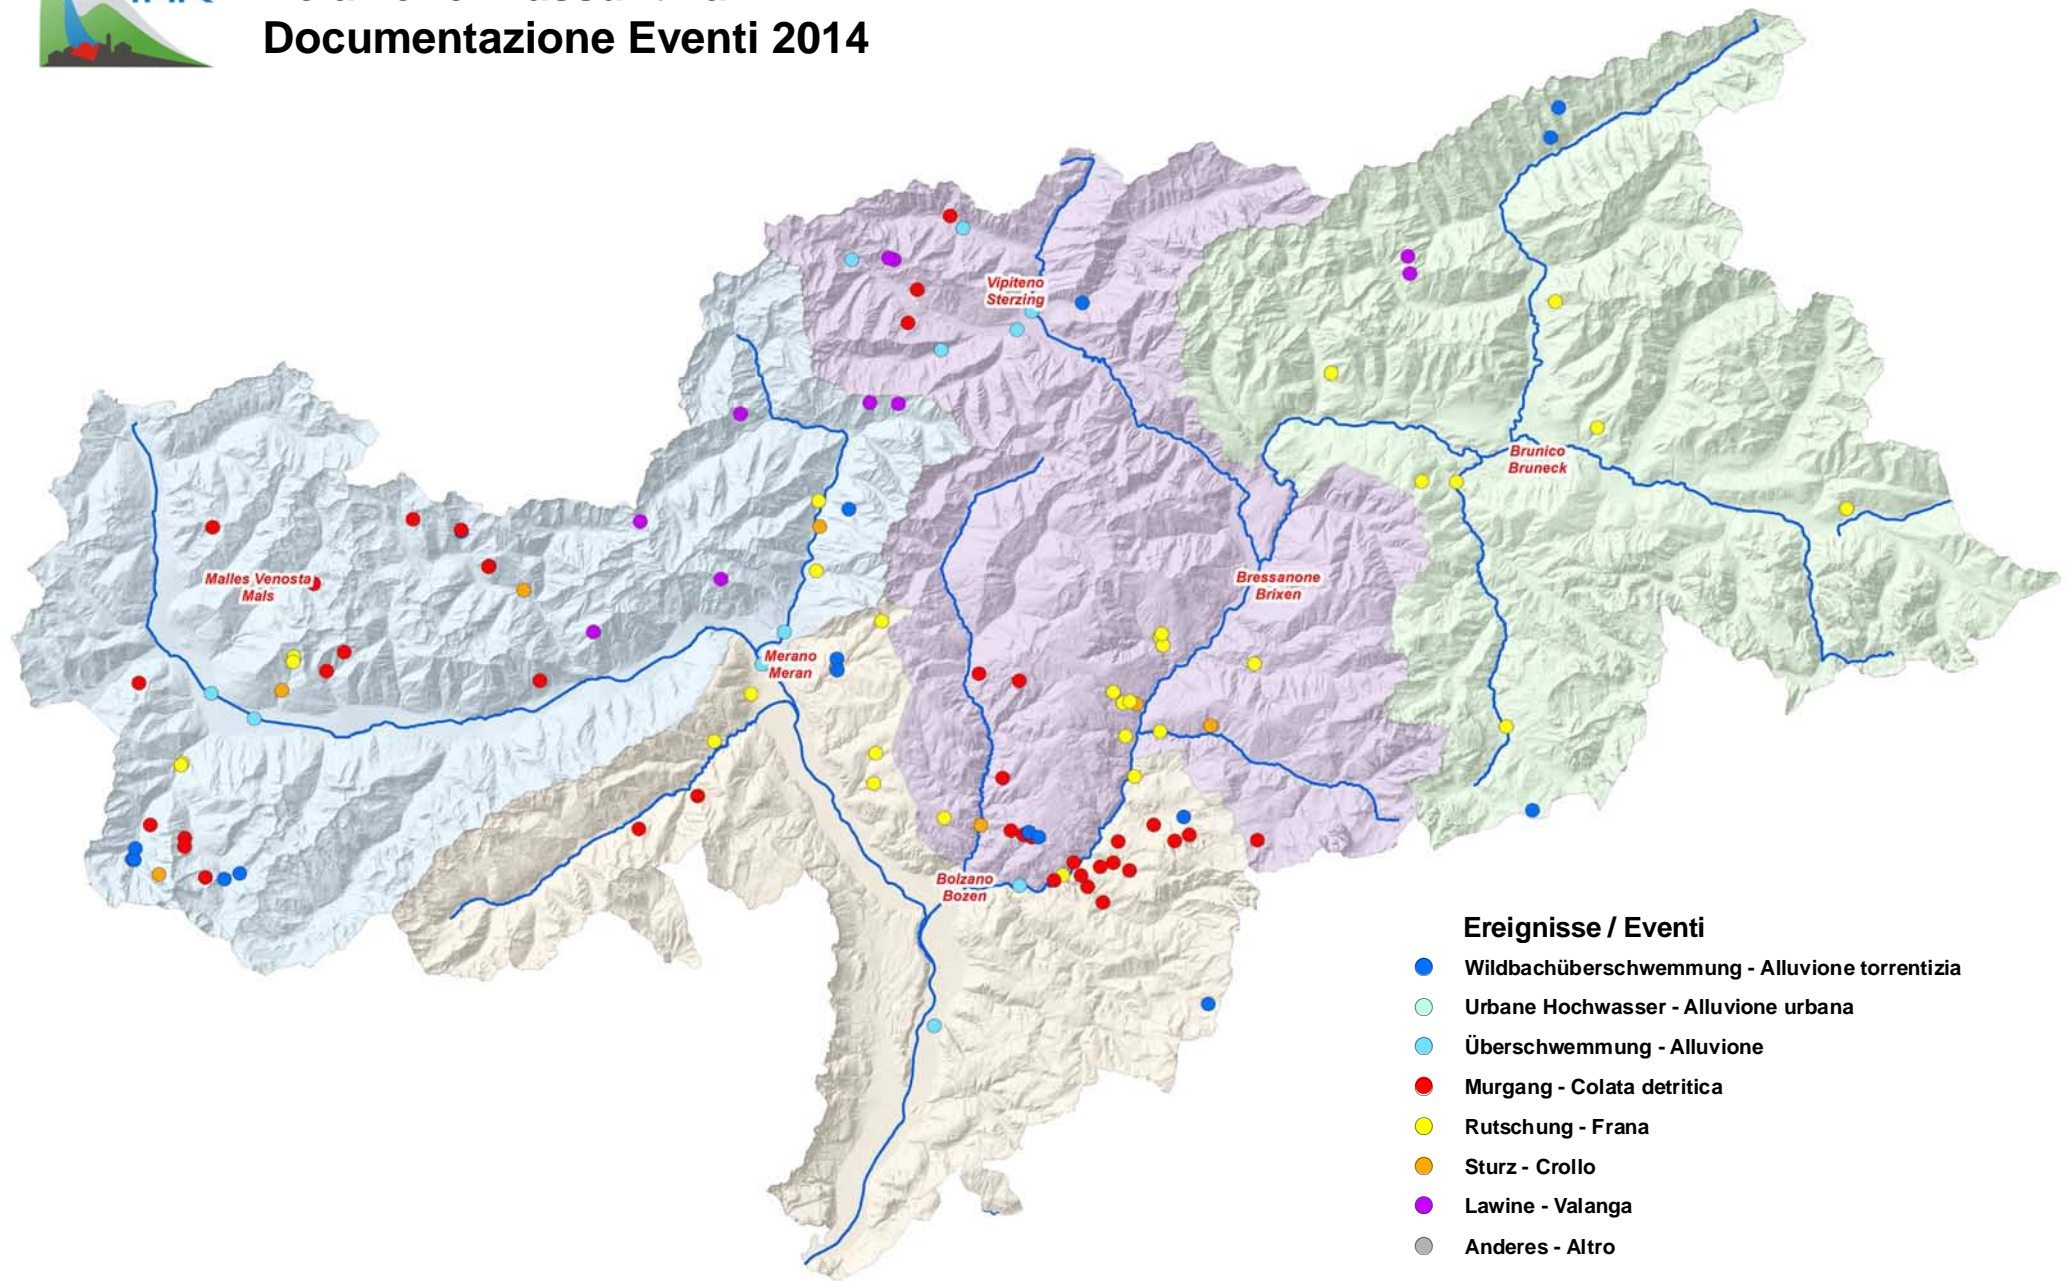 Documentazione Eventi 2014
Vipiteno
Sterzing
Brunico
Bruneck
Malles Venosta
Mals
Bressanone
Brixen
Merano
Meran
Bolzano
Bozen
Ereignisse / Eventi
Wildbachüberschwemmung - Alluvione torrentizia
Urbane Hochwasser - Alluvione urbana
Überschwemmung - Alluvione
Murgang - Colata detritica
Rutschung - Frana
Sturz - Crollo
Lawine - Valanga
Anderes - Altro